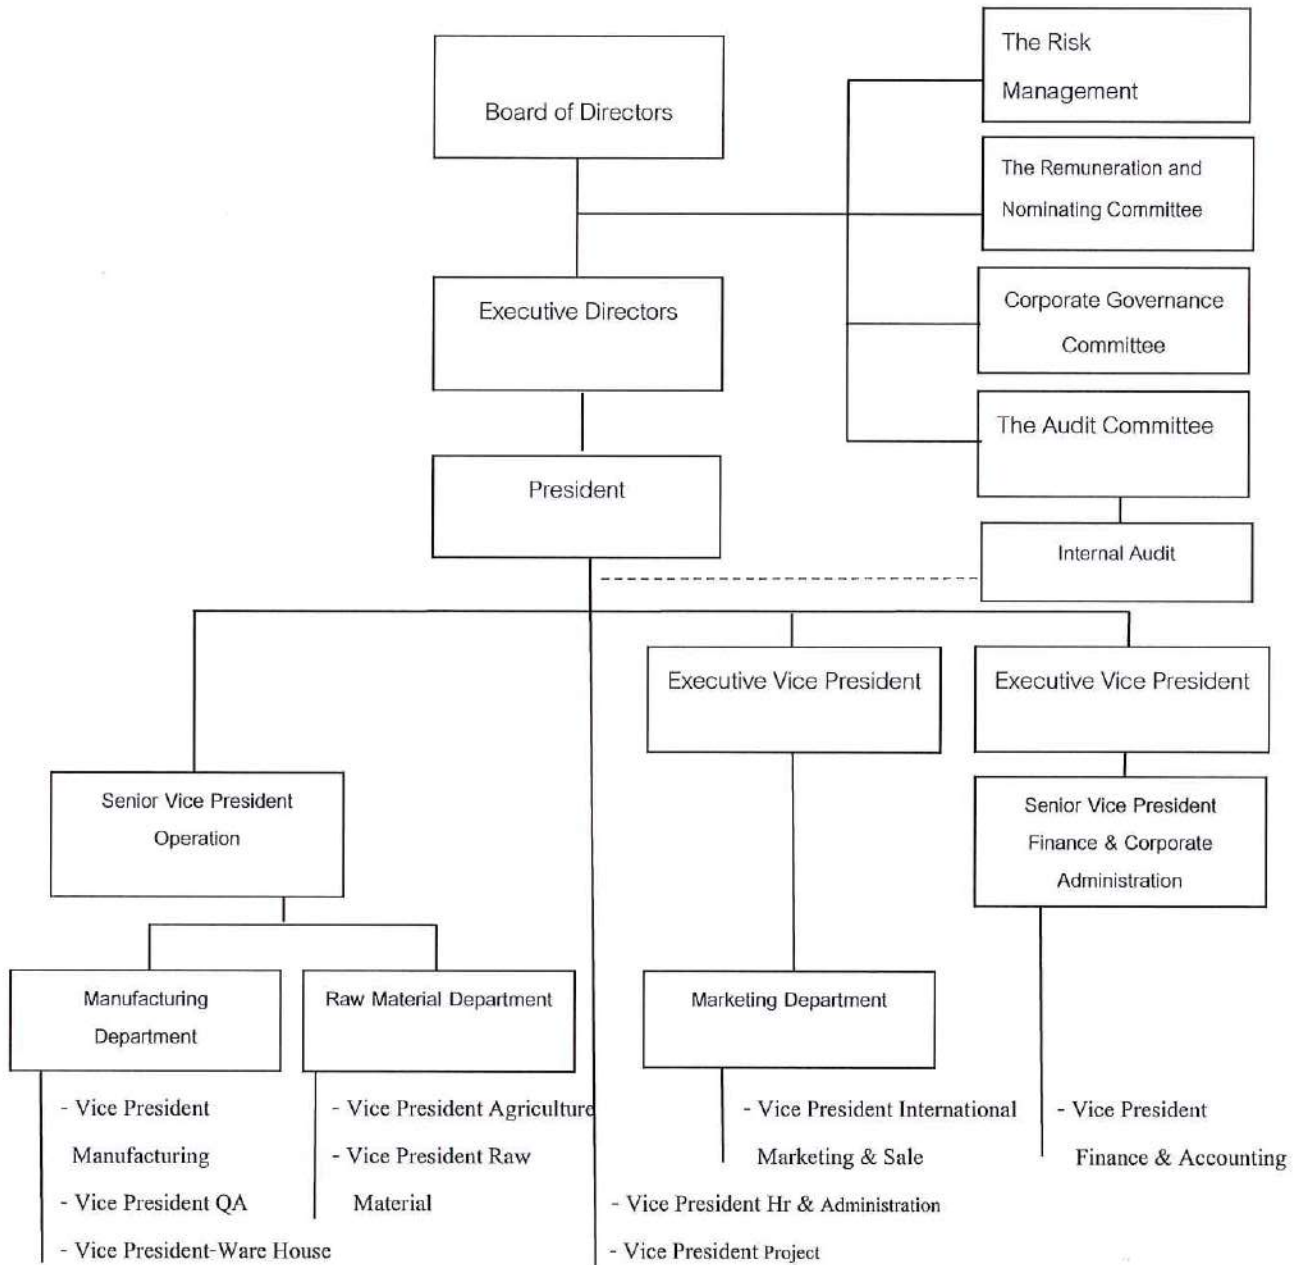 The Risk
Management
Board of Directors
The Remuneration and
Nominating Committee
Executive Directors
Corporate Governance
Committee
The Audit Committee
President
Internal Audit
Executive Vice President
Executive Vice President
Senior Vice President
Operation
Senior Vice President
Finance & Corporate
Administration
Manufacturing
Department
Raw Material Department
Marketing Department
- Vice President
Manufacturing
- Vice President QA
- Vice President-Ware House
- Vice President Agriculture
- Vice President Raw
Material
- Vice President International
Marketing & Sale
- Vice President
Finance & Accounting
- Vice President Hr & Administration
- Vice President Project